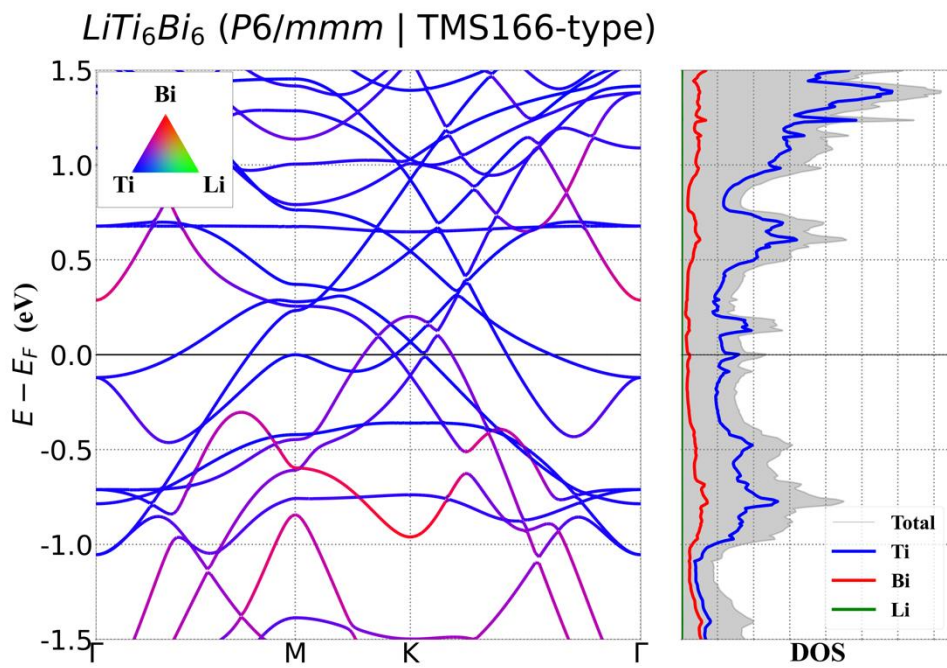 LiTi₆Bi₆ (P6/mmm | TMS166-type)
E − E_F (eV)
1.5
1.0
0.5
0.0
-0.5
-1.0
-1.5
Bi
Ti Li
Γ M K Γ
Total
Ti
Bi
Li
DOS